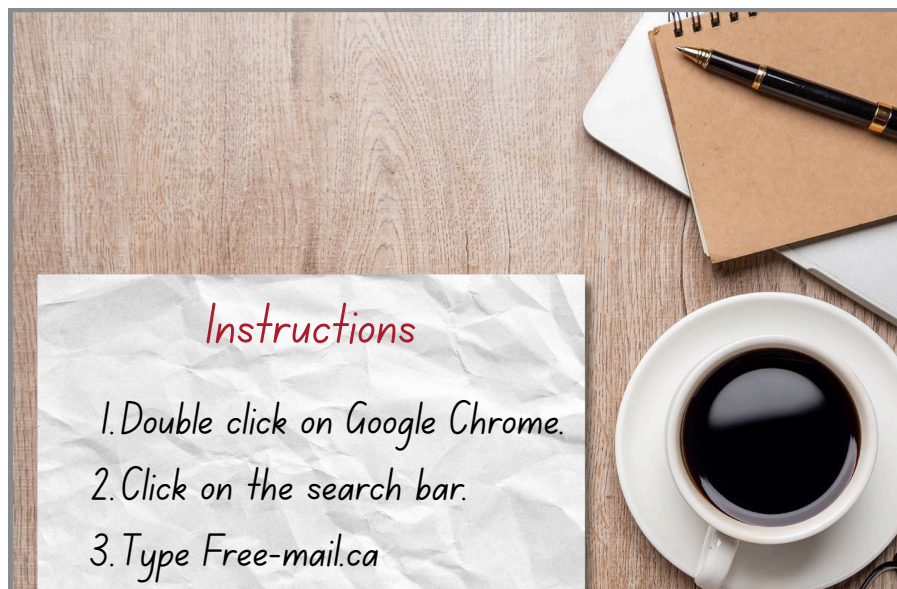 Instructions
1. Double click on Google Chrome.
2. Click on the search bar.
3. Type Free-mail.ca